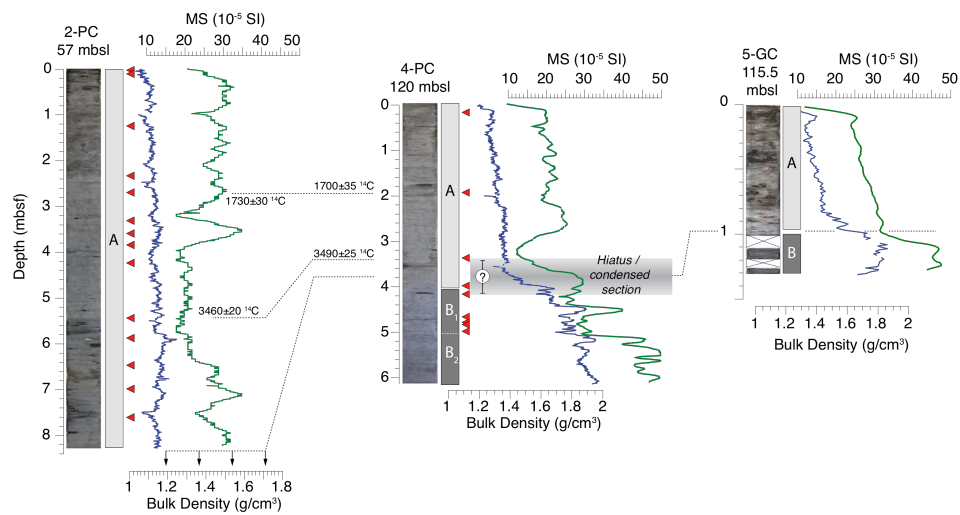 2-PC
57 mbsl
MS (10-5 SI)
10 20 30 40 50
0
1
2
3
4
5
6
7
8
Depth (mbsf)
A
1700±35 14C
1730±30 14C
3490±25 14C
3460±20 14C
1 1.2 1.4 1.6 1.8
Bulk Density (g/cm3)
4-PC
120 mbsl
MS (10-5 SI)
10 20 30 40 50
0
1
2
3
4
5
6
A
B1
B2
?
Hiatus /
condensed
section
1 1.2 1.4 1.6 1.8 2
Bulk Density (g/cm3)
5-GC
115.5
mbsl
MS (10-5 SI)
10 20 30 40 50
0
1
A
B
1 1.2 1.4 1.6 1.8 2
Bulk Density (g/cm3)